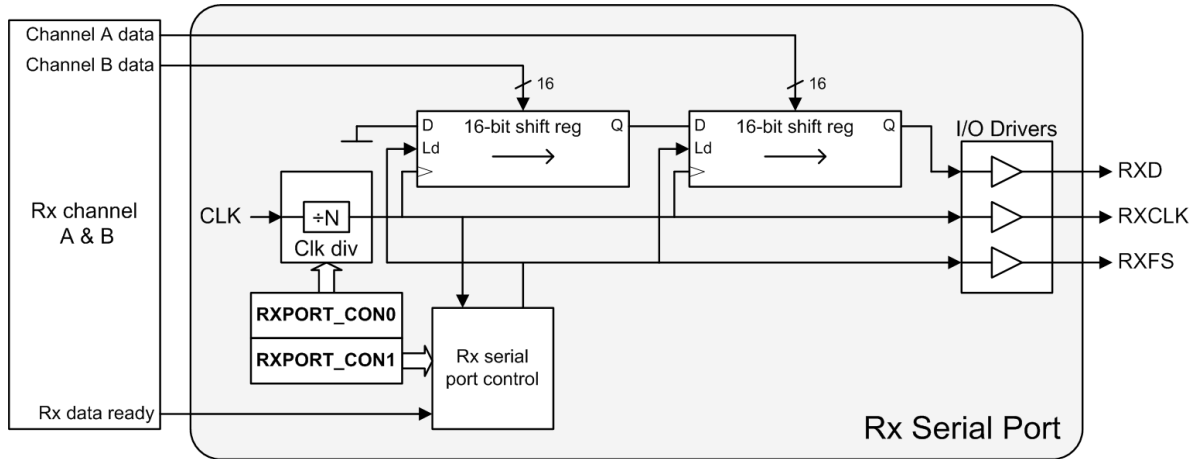 Channel A data
Channel B data
16
16
D
16-bit shift reg
Q
D
16-bit shift reg
Q
I/O Drivers
Ld
Ld
RXD
Rx channel
A & B
CLK
÷N
RXCLK
Clk div
RXFS
RXPORT_CON0
RXPORT_CON1
Rx serial
port control
Rx data ready
Rx Serial Port